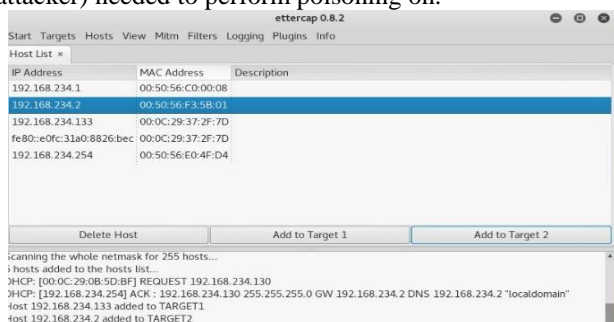 attacker) needed to perform poisoning on.
ettercap 0.8.2
Start Targets Hosts View Mitm Filters Logging Plugins Info
Host List ×
IP Address MAC Address Description
192.168.234.1 00:50:56:C0:00:08
192.168.234.2 00:50:56:F3:5B:01
192.168.234.133 00:0C:29:37:2F:7D
fe80::e0fc:31a0:8826:bec 00:0C:29:37:2F:7D
192.168.234.254 00:50:56:E0:4F:D4
Delete Host Add to Target 1 Add to Target 2
Scanning the whole netmask for 255 hosts...
5 hosts added to the hosts list...
DHCP: [00:0C:29:0B:5D:BF] REQUEST 192.168.234.130
DHCP: [192.168.234.254] ACK : 192.168.234.130 255.255.255.0 GW 192.168.234.2 DNS 192.168.234.2 "localdomain"
Host 192.168.234.133 added to TARGET1
Host 192.168.234.2 added to TARGET2